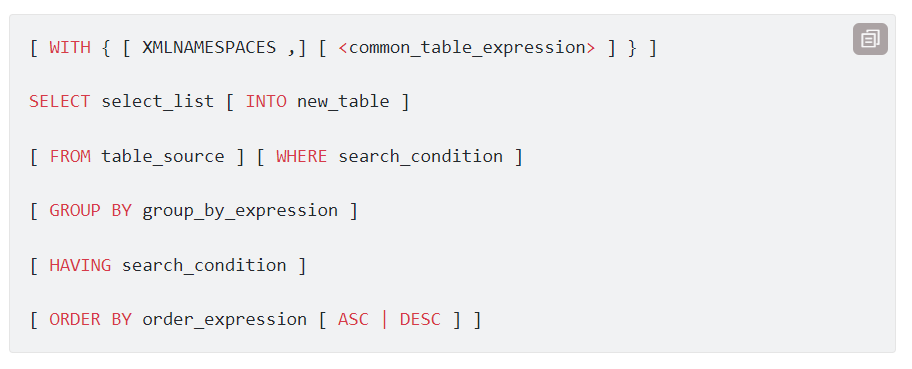 [ WITH { [ XMLNAMESPACES ,] [ <common_table_expression> ] } ]
SELECT select_list [ INTO new_table ]
[ FROM table_source ] [ WHERE search_condition ]
[ GROUP BY group_by_expression ]
[ HAVING search_condition ]
[ ORDER BY order_expression [ ASC | DESC ] ]